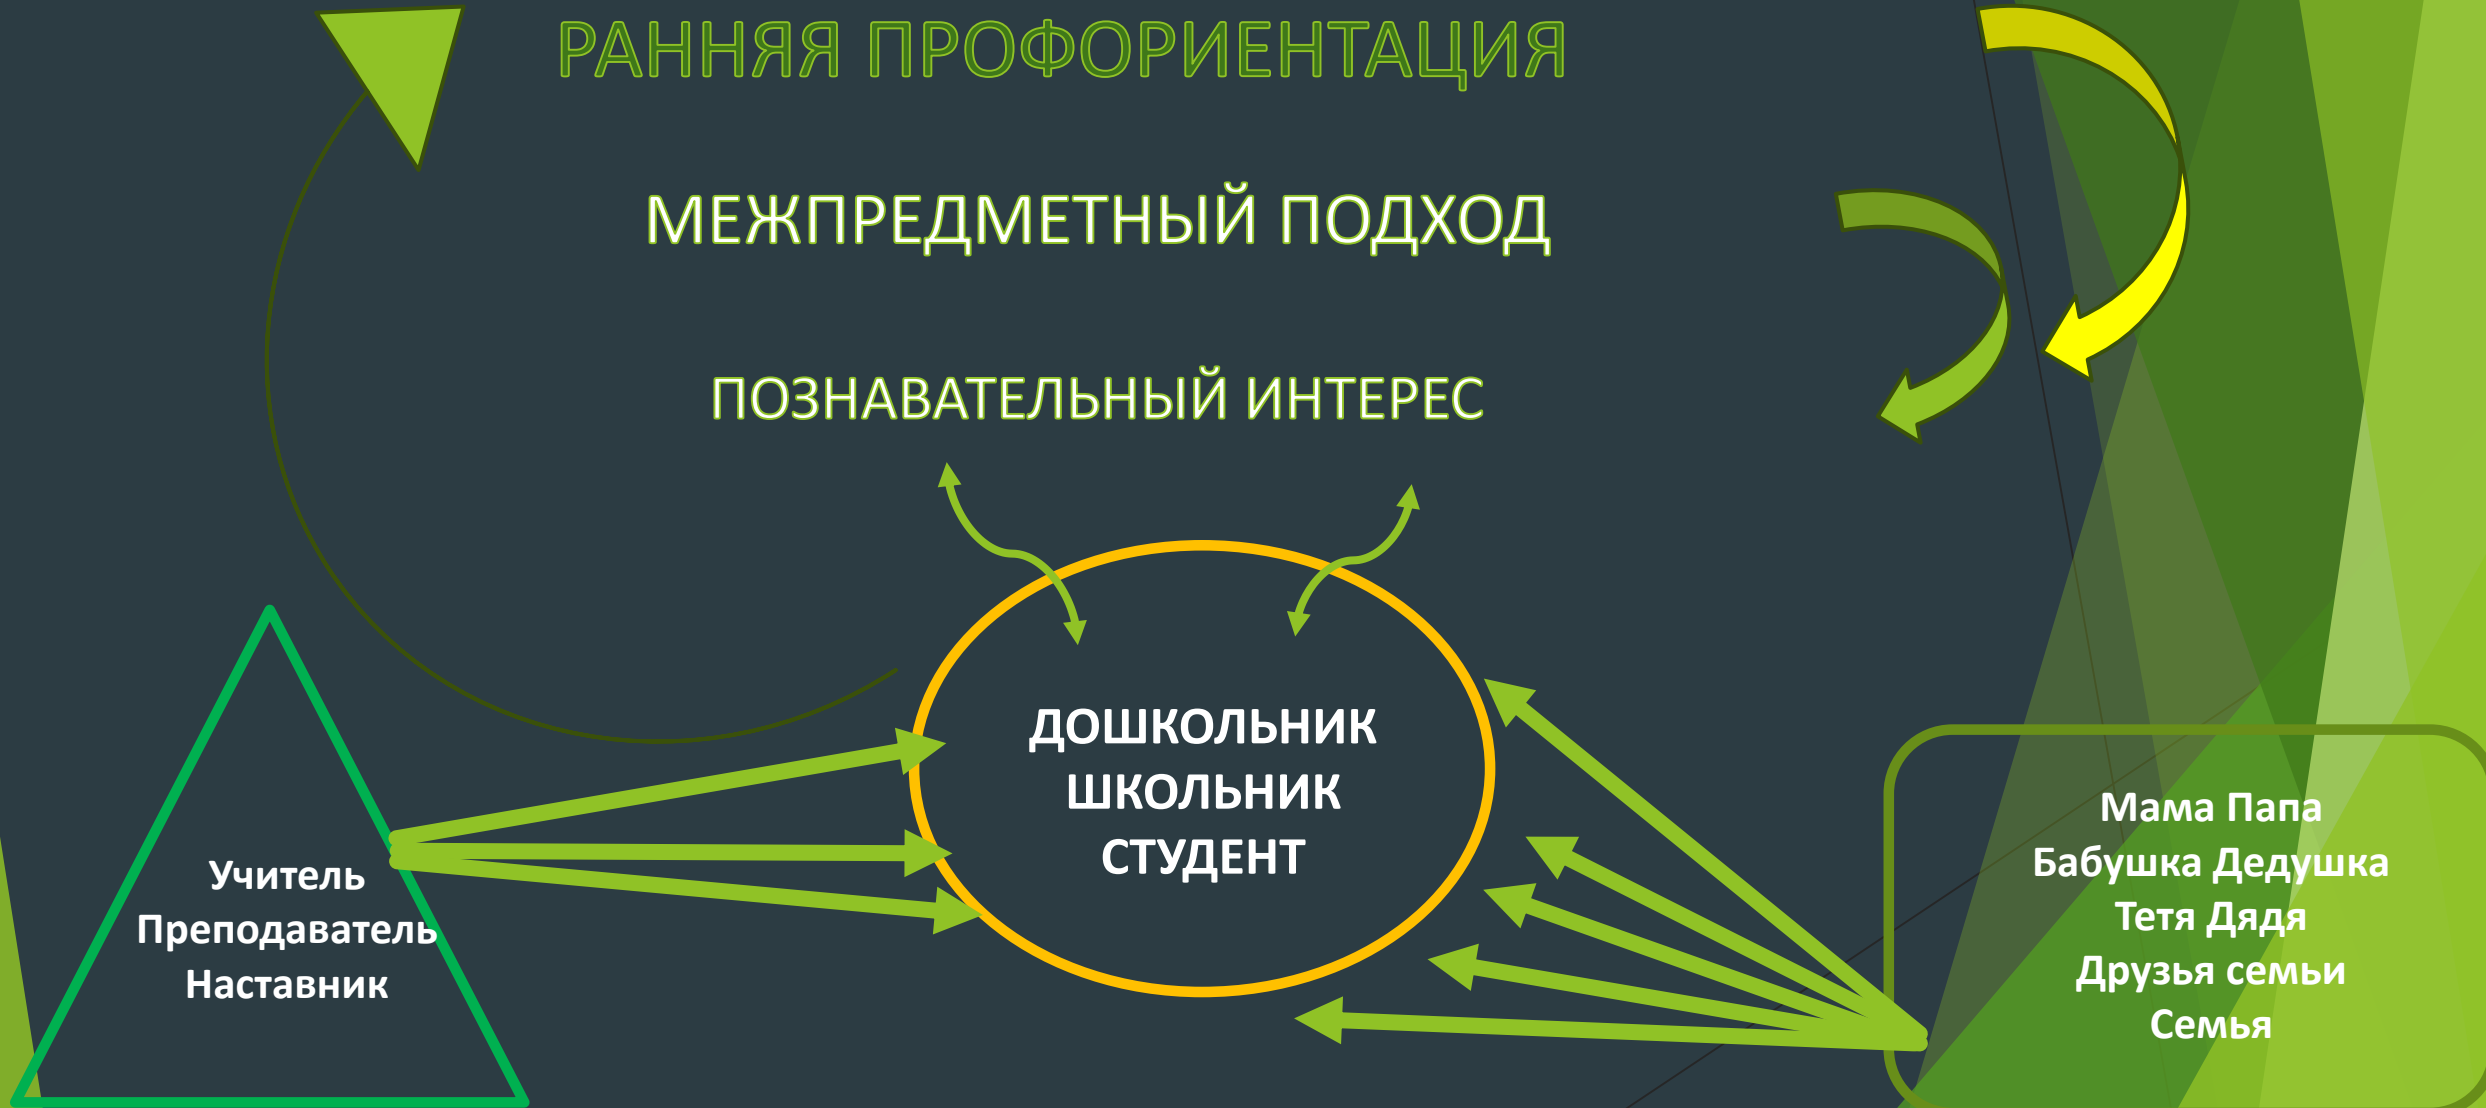 РАННЯЯ ПРОФОРИЕНТАЦИЯ
МЕЖПРЕДМЕТНЫЙ ПОДХОД
ПОЗНАВАТЕЛЬНЫЙ ИНТЕРЕС
ДОШКОЛЬНИК
ШКОЛЬНИК
СТУДЕНТ
Учитель
Преподаватель
Наставник
Мама Папа
Бабушка Дедушка
Тетя Дядя
Друзья семьи
Семья